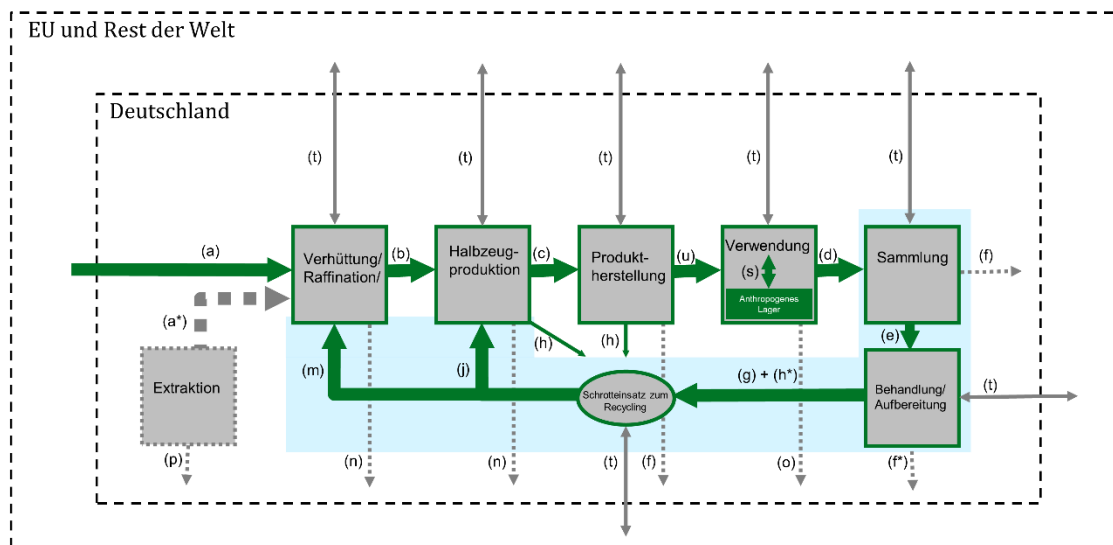 EU und Rest der Welt
Deutschland
(t)
(t)
(t)
(t)
(t)
(a)
Verhüttung/
Raffination/
(b)
Halbzeug-
produktion
(c)
Produkt-
herstellung
(u)
Verwendung
(s)
Anthropogenes
Lager
(d)
Sammlung
(f)
(a*)
(e)
Extraktion
(m)
(j)
(h)
(h)
Schrotteinsatz zum
Recycling
(g) + (h*)
Behandlung/
Aufbereitung
(t)
(p)
(n)
(n)
(t)
(f)
(o)
(f*)